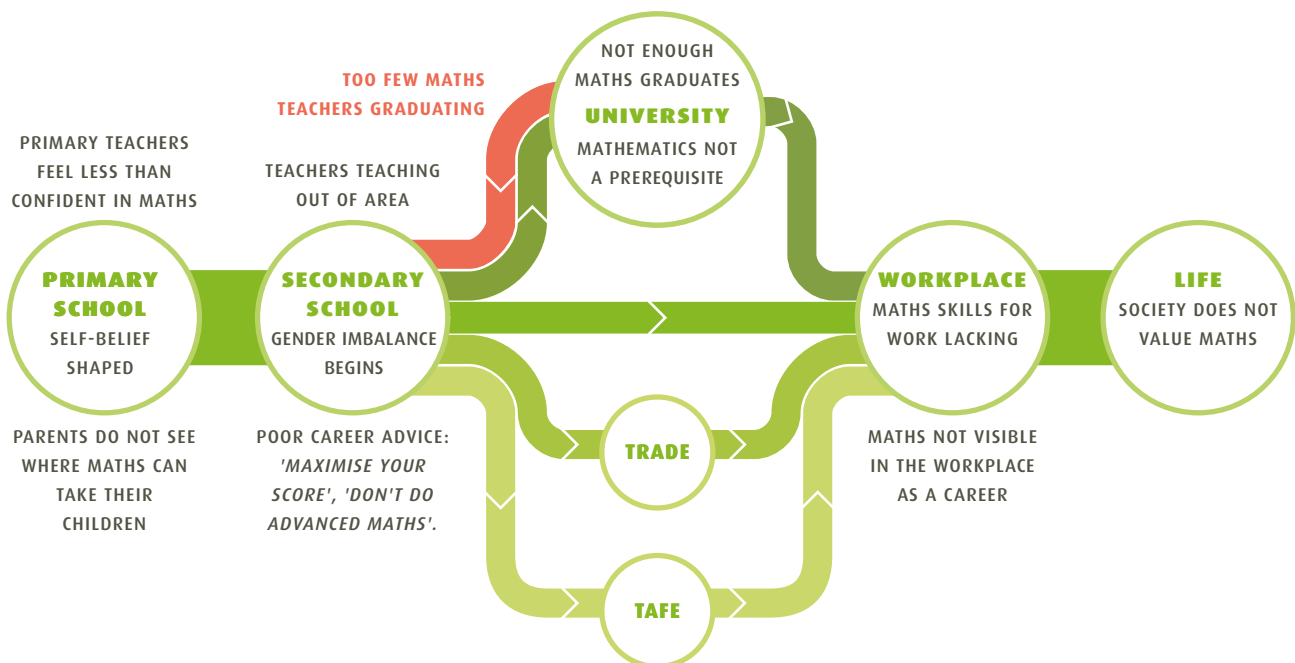 PRIMARY TEACHERS
FEEL LESS THAN
CONFIDENT IN MATHS
PRIMARY
SCHOOL
SELF-BELIEF
SHAPED
PARENTS DO NOT SEE
WHERE MATHS CAN
TAKE THEIR
CHILDREN
TOO FEW MATHS
TEACHERS GRADUATING
TEACHERS TEACHING
OUT OF AREA
SECONDARY
SCHOOL
GENDER IMBALANCE
BEGINS
POOR CAREER ADVICE:
'MAXIMISE YOUR
SCORE', 'DON'T DO
ADVANCED MATHS'.
NOT ENOUGH
MATHS GRADUATES
UNIVERSITY
MATHEMATICS NOT
A PREREQUISITE
TRADE
TAFE
WORKPLACE
MATHS SKILLS FOR
WORK LACKING
MATHS NOT VISIBLE
IN THE WORKPLACE
AS A CAREER
LIFE
SOCIETY DOES NOT
VALUE MATHS